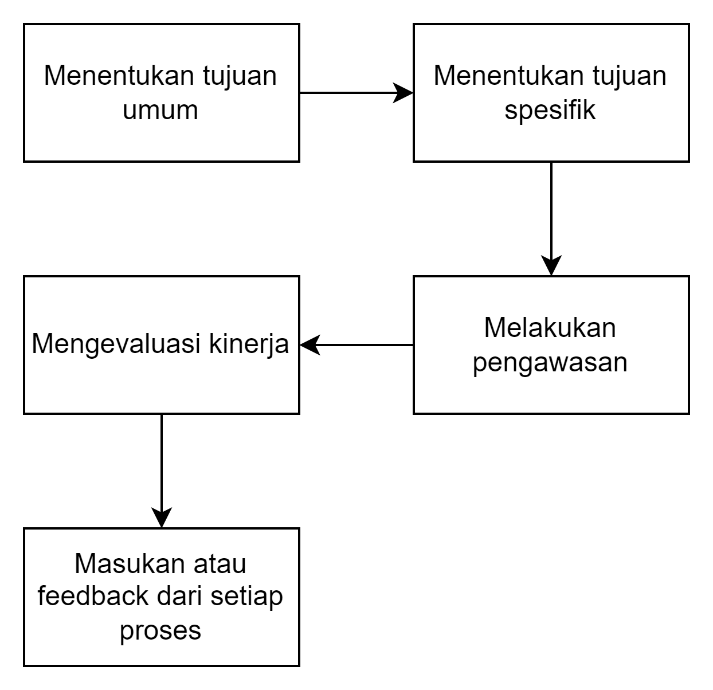 Menentukan tujuan
umum
Menentukan tujuan
spesifik
Melakukan
pengawasan
Mengevaluasi kinerja
Masukan atau
feedback dari setiap
proses